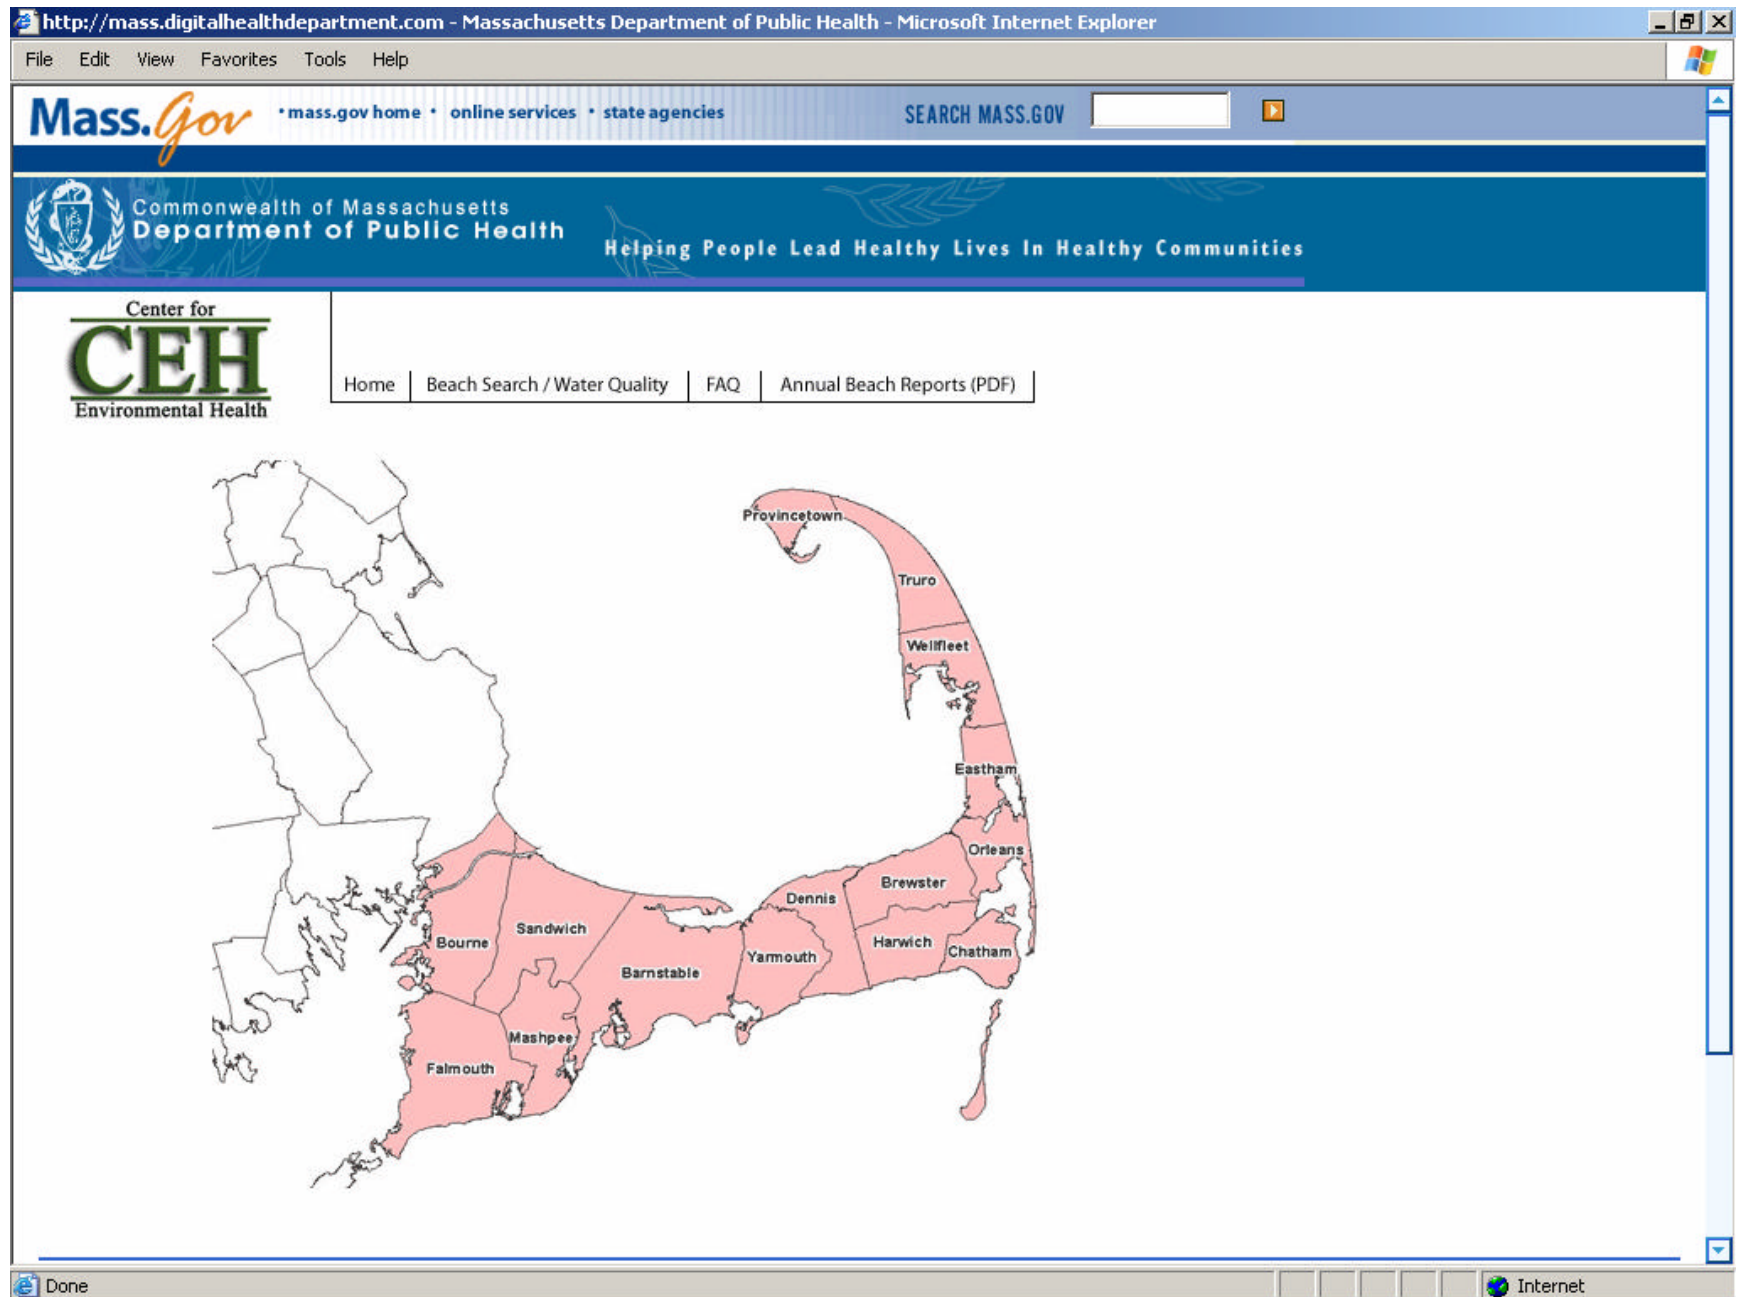 http://mass.digitalhealthdepartment.com - Massachusetts Department of Public Health - Microsoft Internet Explorer
File Edit View Favorites Tools Help
Mass.Gov • mass.gov home • online services • state agencies SEARCH MASS.GOV
Commonwealth of Massachusetts
Department of Public Health
Helping People Lead Healthy Lives In Healthy Communities
Center for
CEH
Environmental Health
Home Beach Search / Water Quality FAQ Annual Beach Reports (PDF)
Provincetown
Truro
Wellfleet
Eastham
Orleans
Brewster
Dennis
Sandwich
Bourne
Harwich
Chatham
Yarmouth
Barnstable
Mashpee
Falmouth
Done Internet